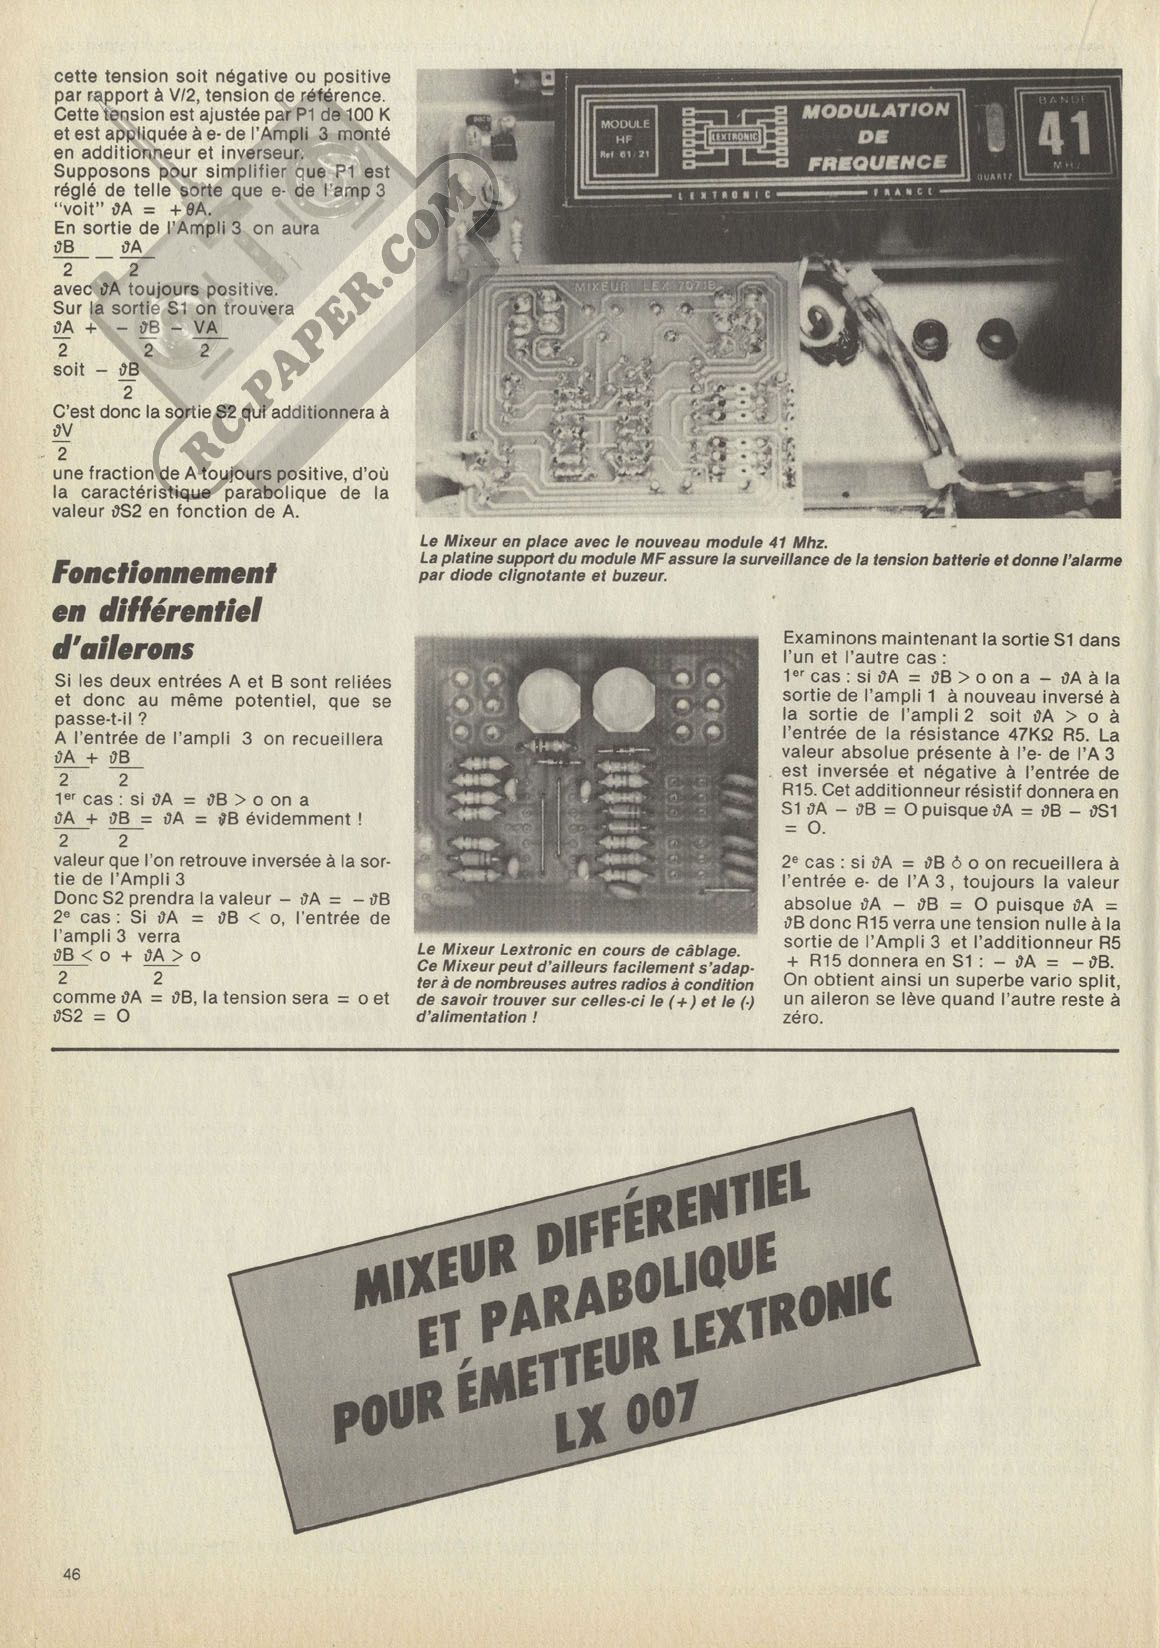 cette tension soit négative ou positive
par rapport à V/2, tension de référence.
Cette tension est ajustée par P1 de 100 K
et est appliquée à e- de l'Ampli 3 monté
en additionneur et inverseur.
Supposons pour simplifier que P1 est
réglé de telle sorte que e- de l'amp 3
"voit" ϑA = +θA.
En sortie de l'Ampli 3 on aura
ϑB — ϑA
2 2
avec ϑA toujours positive.
Sur la sortie S1 on trouvera
ϑA + - ϑB - VA
2 2 2
soit - ϑB
2
C'est donc la sortie S2 qui additionnera à
ϑV
2
une fraction de A toujours positive, d'où
la caractéristique parabolique de la
valeur ϑS2 en fonction de A.
Fonctionnement
en différentiel
d'ailerons
Si les deux entrées A et B sont reliées
et donc au même potentiel, que se
passe-t-il ?
A l'entrée de l'ampli 3 on recueillera
ϑA + ϑB
2 2
1er cas : si ϑA = ϑB > o on a
ϑA + ϑB = ϑA = ϑB évidemment !
2 2
valeur que l'on retrouve inversée à la sor-
tie de l'Ampli 3
Donc S2 prendra la valeur - ϑA = - ϑB
2e cas : Si ϑA = ϑB < o, l'entrée de
l'ampli 3 verra
ϑB < o + ϑA > o
2 2
comme ϑA = ϑB, la tension sera = o et
ϑS2 = O
MODULE
HF
Ref 61/21
LEXTRONIC
MODULATION
DE
FREQUENCE
QUARTZ
BANDE
41
MHZ
LEXTRONIC FRANCE
MIXEUR LEX 7071B
Le Mixeur en place avec le nouveau module 41 Mhz.
La platine support du module MF assure la surveillance de la tension batterie et donne l'alarme
par diode clignotante et buzeur.
Le Mixeur Lextronic en cours de câblage.
Ce Mixeur peut d'ailleurs facilement s'adap-
ter à de nombreuses autres radios à condition
de savoir trouver sur celles-ci le (+) et le (-)
d'alimentation !
Examinons maintenant la sortie S1 dans
l'un et l'autre cas :
1er cas : si ϑA = ϑB > o on a - ϑA à la
sortie de l'ampli 1 à nouveau inversé à
la sortie de l'ampli 2 soit ϑA > o à
l'entrée de la résistance 47KΩ R5. La
valeur absolue présente à l'e- de l'A 3
est inversée et négative à l'entrée de
R15. Cet additionneur résistif donnera en
S1 ϑA - ϑB = O puisque ϑA = ϑB - ϑS1
= O.
2e cas : si ϑA = ϑB ō o on recueillera à
l'entrée e- de l'A 3, toujours la valeur
absolue ϑA - ϑB = O puisque ϑA =
ϑB donc R15 verra une tension nulle à la
sortie de l'Ampli 3 et l'additionneur R5
+ R15 donnera en S1 : - ϑA = - ϑB.
On obtient ainsi un superbe vario split,
un aileron se lève quand l'autre reste à
zéro.
MIXEUR DIFFÉRENTIEL
ET PARABOLIQUE
POUR ÉMETTEUR LEXTRONIC
LX 007
46
RC-PAPER.COM